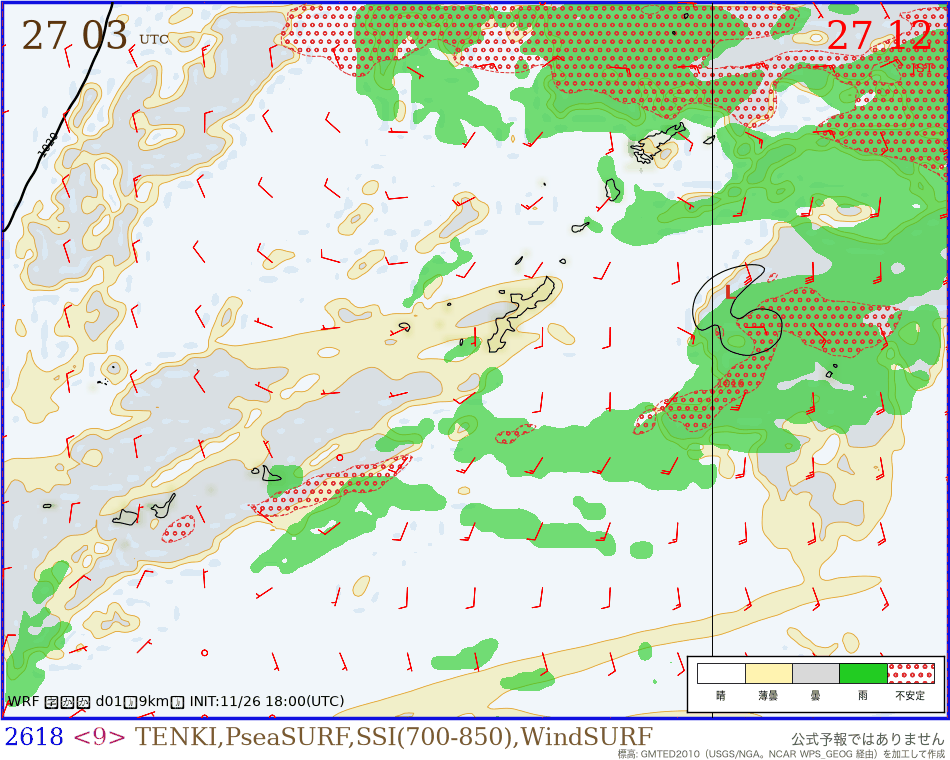 27 03 UTC
27 12
JST
1020
L
1016
WRF d01 9km INIT:11/26 18:00(UTC)
晴 薄曇 曇 雨 不安定
2618 <9> TENKI,PseaSURF,SSI(700-850),WindSURF
公式予報ではありません
標高: GMTED2010（USGS/NGA。NCAR WPS_GEOG 経由）を加工して作成